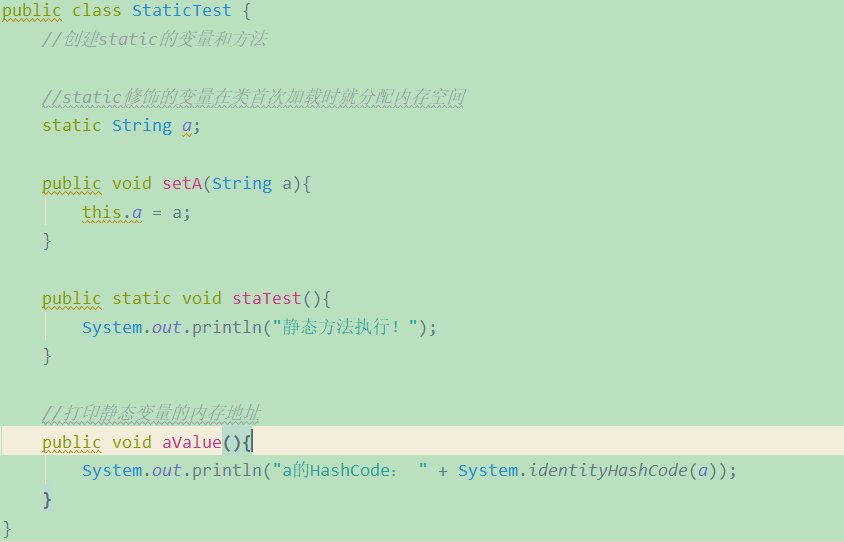 public class StaticTest {
//创建static的变量和方法
//static修饰的变量在类首次加载时就分配内存空间
static String a;
public void setA(String a){
this.a = a;
}
public static void staTest(){
System.out.println("静态方法执行！");
}
//打印静态变量的内存地址
public void aValue(){
System.out.println("a的HashCode： " + System.identityHashCode(a));
}
}